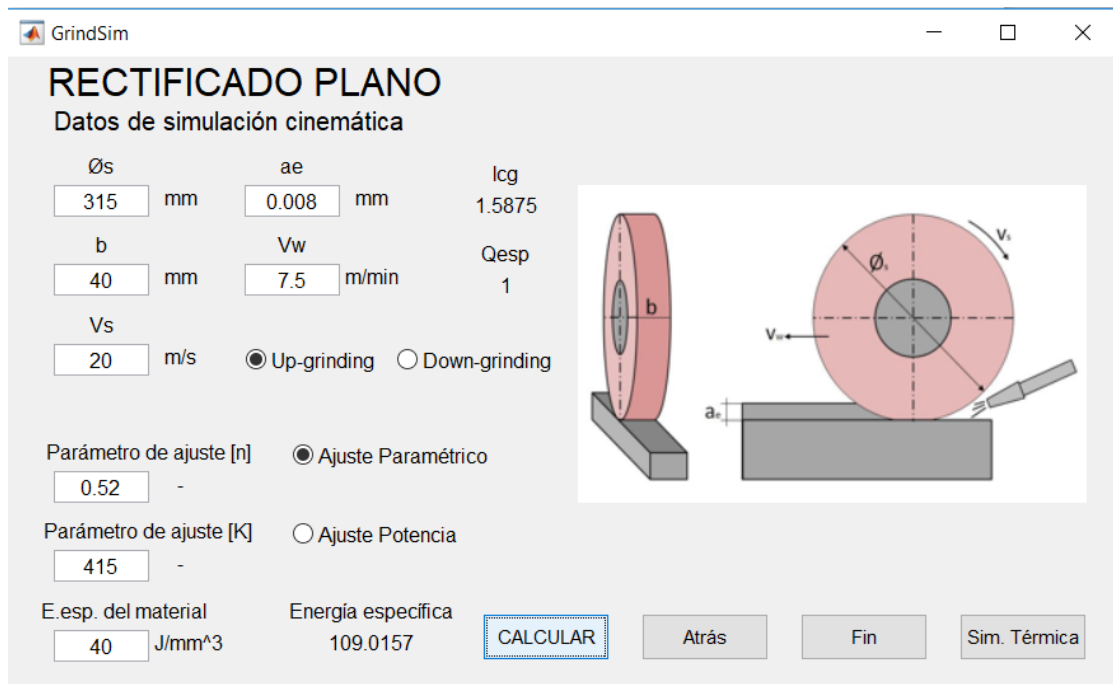 GrindSim
RECTIFICADO PLANO
Datos de simulación cinemática
Øs
315 mm
ae
0.008 mm
lcg
1.5875
b
40 mm
Vw
7.5 m/min
Qesp
1
Vs
20 m/s
Up-grinding
Down-grinding
b
Øs
vs
vw
ae
Parámetro de ajuste [n]
0.52 -
Ajuste Paramétrico
Parámetro de ajuste [K]
415 -
Ajuste Potencia
E.esp. del material
40 J/mm^3
Energía específica
109.0157
CALCULAR
Atrás
Fin
Sim. Térmica